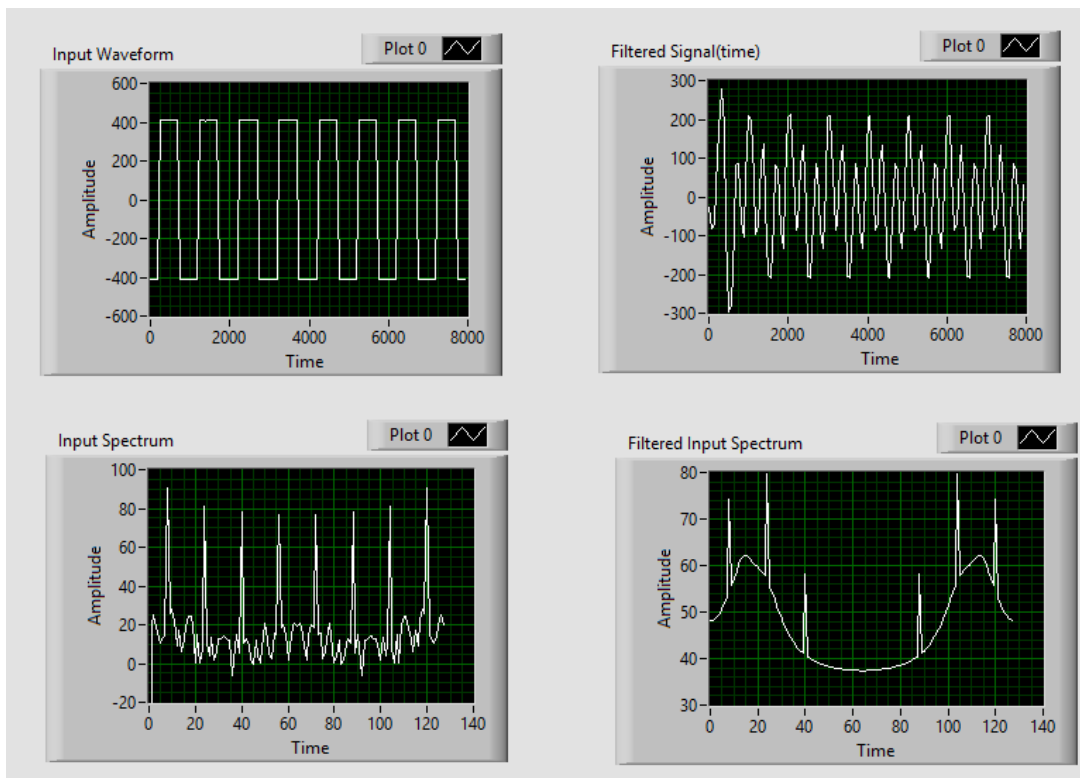 Input Waveform
Plot 0
600
400
200
0
-200
-400
-600
Amplitude
0 2000 4000 6000 8000
Time
Filtered Signal(time)
Plot 0
300
200
100
0
-100
-200
-300
Amplitude
0 2000 4000 6000 8000
Time
Input Spectrum
Plot 0
100
80
60
40
20
0
-20
Amplitude
0 20 40 60 80 100 120 140
Time
Filtered Input Spectrum
Plot 0
80
70
60
50
40
30
Amplitude
0 20 40 60 80 100 120 140
Time